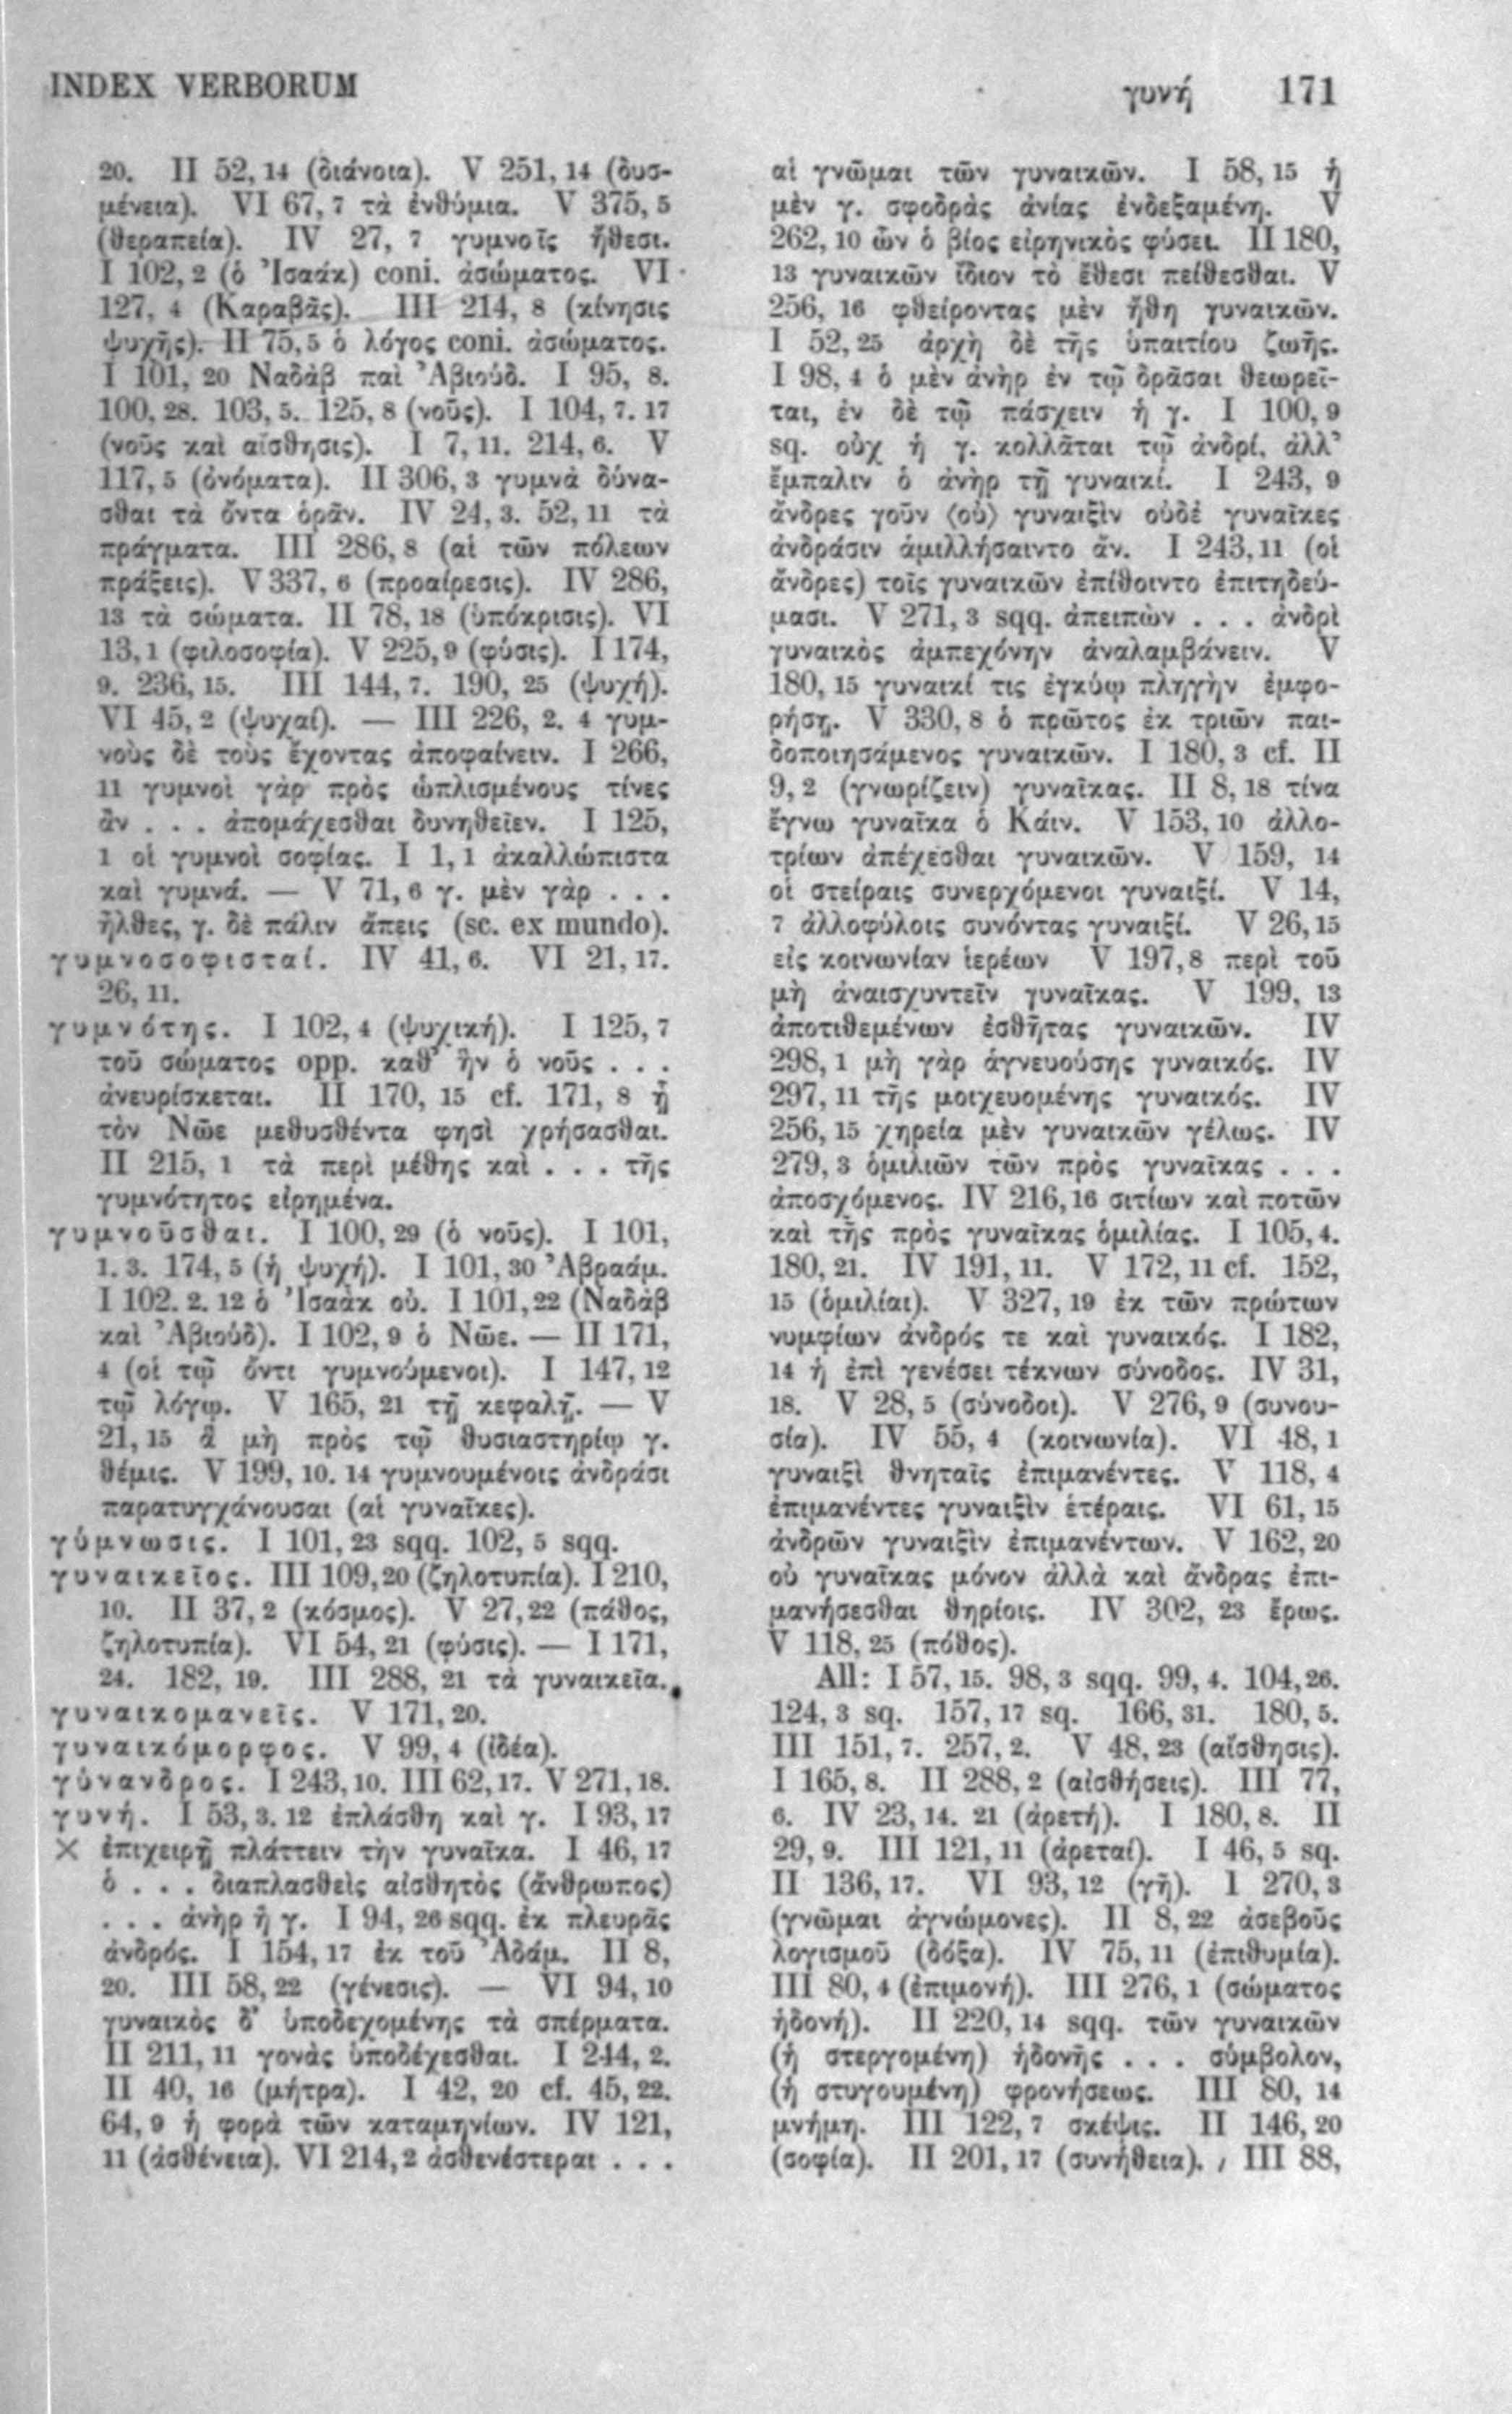 INDEX VERBORUM
γυνή 171
20. II 52, 14 (διάνοια). V 251, 14 (δυσ-
μένεια). VI 67, 7 τὰ ἐνθύμια. V 375, 5
(θεραπεία). IV 27, 7 γυμνοῖς ἤθεσι.
I 102, 2 (ὁ Ἰσαάκ) coni. ἀσώματος. VI
127, 4 (Καραβᾶς). III 214, 8 (κίνησις
ψυχῆς). II 75, 5 ὁ λόγος coni. ἀσώματος.
I 101, 20 Ναδὰβ παὶ Ἀβιούδ. I 95, 8.
100, 28. 103, 5. 125, 8 (νοῦς). I 104, 7. 17
(νοῦς καὶ αἴσθησις). I 7, 11. 214, 6. V
117, 5 (ὀνόματα). II 306, 3 γυμνὰ δύνα-
σθαι τὰ ὄντα ὁρᾶν. IV 24, 3. 52, 11 τὰ
πράγματα. III 286, 8 (αἱ τῶν πόλεων
πράξεις). V 337, 6 (προαίρεσις). IV 286,
13 τὰ σώματα. II 78, 18 (ὑπόκρισις). VI
13, 1 (φιλοσοφία). V 225, 9 (φύσις). I 174,
9. 236, 15. III 144, 7. 190, 25 (ψυχή).
VI 45, 2 (ψυχαί). — III 226, 2. 4 γυμ-
νοὺς δὲ τοὺς ἔχοντας ἀποφαίνειν. I 266,
11 γυμνοὶ γὰρ πρὸς ὡπλισμένους τίνες
ἂν . . . ἀπομάχεσθαι δυνηθεῖεν. I 125,
1 οἱ γυμνοὶ σοφίας. I 1, 1 ἀκαλλώπιστα
καὶ γυμνά. — V 71, 6 γ. μὲν γὰρ . . .
ἦλθες, γ. δὲ πάλιν ἄπεις (sc. ex mundo).
γυμνοσοφισταί. IV 41, 6. VI 21, 17.
26, 11.
γυμνότης. I 102, 4 (ψυχική). I 125, 7
τοῦ σώματος opp. καθ’ ἣν ὁ νοῦς . . .
ἀνευρίσκεται. II 170, 15 cf. 171, 8 ᾗ
τὸν Νῶε μεθυσθέντα φησὶ χρήσασθαι.
II 215, 1 τὰ περὶ μέθης καὶ . . . τῆς
γυμνότητος εἰρημένα.
γυμνοῦσθαι. I 100, 29 (ὁ νοῦς). I 101,
1. 3. 174, 5 (ἡ ψυχή). I 101, 30 Ἀβραάμ.
I 102. 2. 12 ὁ Ἰσαὰκ οὐ. I 101, 22 (Ναδὰβ
καὶ Ἀβιούδ). I 102, 9 ὁ Νῶε. — II 171,
4 (οἱ τῷ ὄντι γυμνούμενοι). I 147, 12
τῷ λόγῳ. V 165, 21 τῇ κεφαλῇ. — V
21, 15 ἃ μὴ πρὸς τῷ θυσιαστηρίῳ γ.
θέμις. V 199, 10. 14 γυμνουμένοις ἀνδράσι
παρατυγχάνουσαι (αἱ γυναῖκες).
γύμνωσις. I 101, 23 sqq. 102, 5 sqq.
γυναικεῖος. III 109, 20 (ζηλοτυπία). I 210,
10. II 37, 2 (κόσμος). V 27, 22 (πάθος,
ζηλοτυπία). VI 54, 21 (φύσις). — I 171,
24. 182, 19. III 288, 21 τὰ γυναικεῖα.
γυναικομανεῖς. V 171, 20.
γυναικόμορφος. V 99, 4 (ἰδέα).
γύνανδρος. I 243, 10. III 62, 17. V 271, 18.
γυνή. I 53, 3. 12 ἐπλάσθη καὶ γ. I 93, 17
× ἐπιχειρῇ πλάττειν τὴν γυναῖκα. I 46, 17
ὁ . . . διαπλασθεὶς αἰσθητὸς (ἄνθρωπος)
. . . ἀνὴρ ἢ γ. I 94, 26 sqq. ἐκ πλευρᾶς
ἀνδρός. I 154, 17 ἐκ τοῦ Ἀδάμ. II 8,
20. III 58, 22 (γένεσις). — VI 94, 10
γυναικὸς δ’ ὑποδεχομένης τὰ σπέρματα.
II 211, 11 γονὰς ὑποδέχεσθαι. I 244, 2.
II 40, 16 (μήτρα). I 42, 20 cf. 45, 22.
64, 9 ἡ φορὰ τῶν καταμηνίων. IV 121,
11 (ἀσθένεια). VI 214, 2 ἀσθενέστεραι . . .
αἱ γνῶμαι τῶν γυναικῶν. I 58, 15 ἡ
μὲν γ. σφοδρὰς ἀνίας ἐνδεξαμένη. V
262, 10 ὧν ὁ βίος εἰρηνικὸς φύσει. II 180,
13 γυναικῶν ἴδιον τὸ ἔθεσι πείθεσθαι. V
256, 16 φθείροντας μὲν ἤθη γυναικῶν.
I 52, 25 ἀρχὴ δὲ τῆς ὑπαιτίου ζωῆς.
I 98, 4 ὁ μὲν ἀνὴρ ἐν τῷ δρᾶσαι θεωρεῖ-
ται, ἐν δὲ τῷ πάσχειν ἡ γ. I 100, 9
sq. οὐχ ἡ γ. κολλᾶται τῷ ἀνδρί, ἀλλ’
ἔμπαλιν ὁ ἀνὴρ τῇ γυναικί. I 243, 9
ἄνδρες γοῦν ⟨οὐ⟩ γυναιξὶν οὐδὲ γυναῖκες
ἀνδράσιν ἁμιλλήσαιντο ἄν. I 243, 11 (οἱ
ἄνδρες) τοῖς γυναικῶν ἐπίθοιντο ἐπιτηδεύ-
μασι. V 271, 3 sqq. ἀπειπὼν . . . ἀνδρὶ
γυναικὸς ἀμπεχόνην ἀναλαμβάνειν. V
180, 15 γυναικί τις ἐγκύῳ πληγὴν ἐμφο-
ρήσῃ. V 330, 8 ὁ πρῶτος ἐκ τριῶν παι-
δοποιησάμενος γυναικῶν. I 180, 3 cf. II
9, 2 (γνωρίζειν) γυναῖκας. II 8, 18 τίνα
ἔγνω γυναῖκα ὁ Κάιν. V 153, 10 ἀλλο-
τρίων ἀπέχεσθαι γυναικῶν. V 159, 14
οἱ στείραις συνερχόμενοι γυναιξί. V 14,
7 ἀλλοφύλοις συνόντας γυναιξί. V 26, 15
εἰς κοινωνίαν ἱερέων V 197, 8 περὶ τοῦ
μὴ ἀναισχυντεῖν γυναῖκας. V 199, 13
ἀποτιθεμένων ἐσθῆτας γυναικῶν. IV
298, 1 μὴ γὰρ ἁγνευούσης γυναικός. IV
297, 11 τῆς μοιχευομένης γυναικός. IV
256, 15 χηρεία μὲν γυναικῶν γέλως. IV
279, 3 ὁμιλιῶν τῶν πρὸς γυναῖκας . . .
ἀποσχόμενος. IV 216, 16 σιτίων καὶ ποτῶν
καὶ τῆς πρὸς γυναῖκας ὁμιλίας. I 105, 4.
180, 21. IV 191, 11. V 172, 11 cf. 152,
15 (ὁμιλίαι). V 327, 19 ἐκ τῶν πρώτων
νυμφίων ἀνδρός τε καὶ γυναικός. I 182,
14 ἡ ἐπὶ γενέσει τέκνων σύνοδος. IV 31,
18. V 28, 5 (σύνοδοι). V 276, 9 (συνου-
σία). IV 55, 4 (κοινωνία). VI 48, 1
γυναιξὶ θνηταῖς ἐπιμανέντες. V 118, 4
ἐπιμανέντες γυναιξὶν ἑτέραις. VI 61, 15
ἀνδρῶν γυναιξὶν ἐπιμανέντων. V 162, 20
οὐ γυναῖκας μόνον ἀλλὰ καὶ ἄνδρας ἐπι-
μανήσεσθαι θηρίοις. IV 302, 23 ἔρως.
V 118, 25 (πόθος).
All: I 57, 15. 98, 3 sqq. 99, 4. 104, 26.
124, 3 sq. 157, 17 sq. 166, 31. 180, 5.
III 151, 7. 257, 2. V 48, 23 (αἴσθησις).
I 165, 8. II 288, 2 (αἰσθήσεις). III 77,
6. IV 23, 14. 21 (ἀρετή). I 180, 8. II
29, 9. III 121, 11 (ἀρεταί). I 46, 5 sq.
II 136, 17. VI 93, 12 (γῆ). I 270, 3
(γνῶμαι ἀγνώμονες). II 8, 22 ἀσεβοῦς
λογισμοῦ (δόξα). IV 75, 11 (ἐπιθυμία).
III 80, 4 (ἐπιμονή). III 276, 1 (σώματος
ἡδονή). II 220, 14 sqq. τῶν γυναικῶν
(ἡ στεργομένη) ἡδονῆς . . . σύμβολον,
(ἡ στυγουμένη) φρονήσεως. III 80, 14
μνήμη. III 122, 7 σκέψις. II 146, 20
(σοφία). II 201, 17 (συνήθεια). III 88,